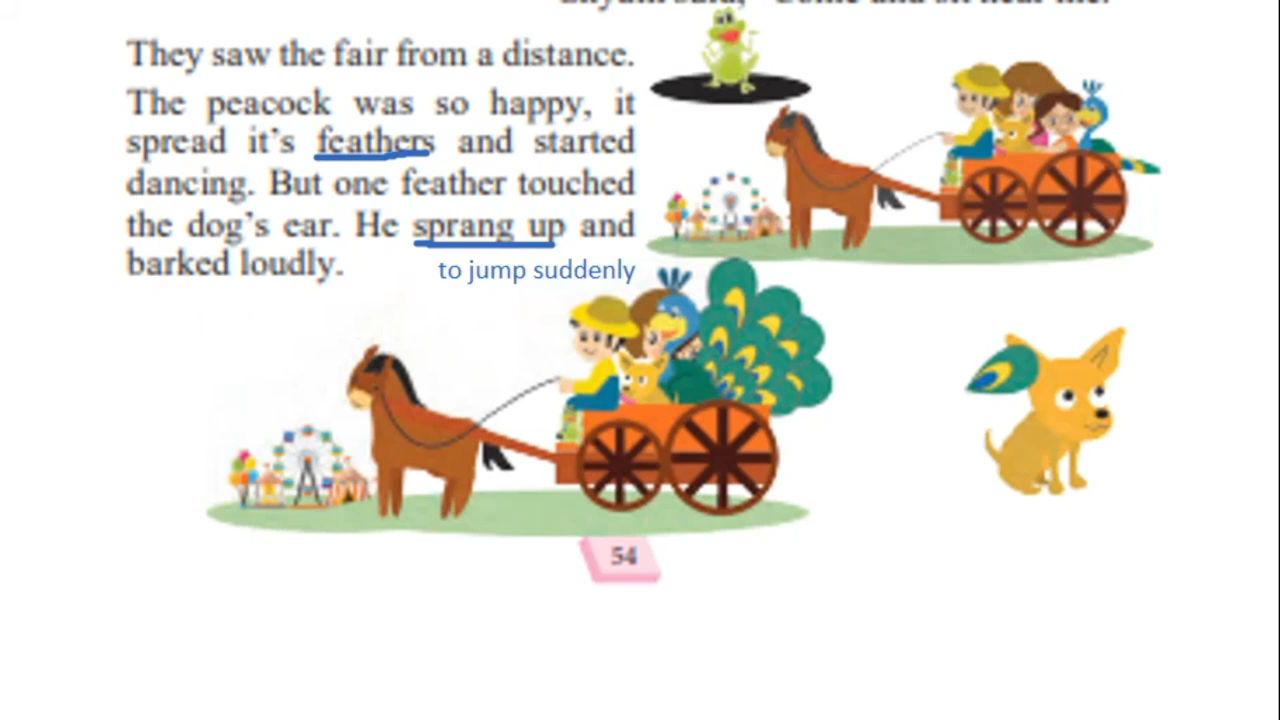 They saw the fair from a distance.
The peacock was so happy, it
spread it's feathers and started
dancing. But one feather touched
the dog's ear. He sprang up and
barked loudly.
to jump suddenly
54